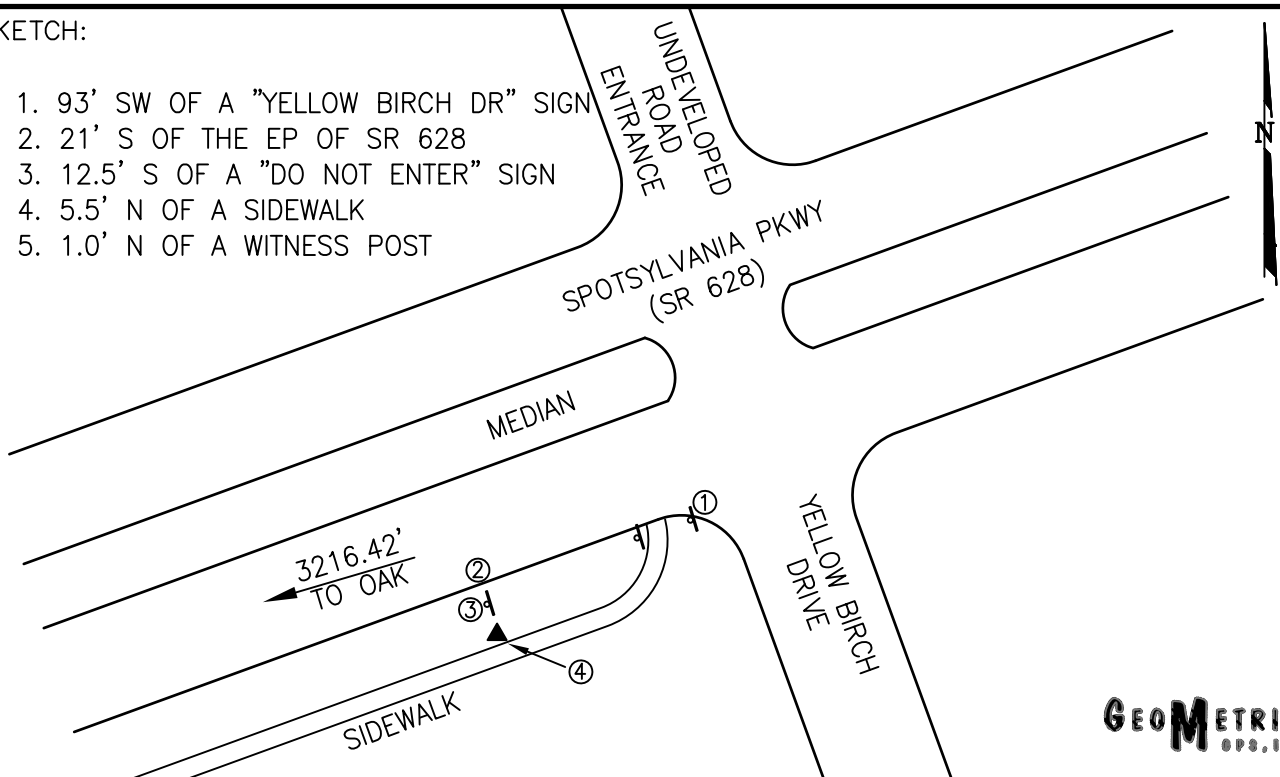 KETCH:
1. 93' SW OF A "YELLOW BIRCH DR" SIGN
2. 21' S OF THE EP OF SR 628
3. 12.5' S OF A "DO NOT ENTER" SIGN
4. 5.5' N OF A SIDEWALK
5. 1.0' N OF A WITNESS POST
UNDEVELOPED
ROAD
ENTRANCE
N
SPOTSYLVANIA PKWY
(SR 628)
MEDIAN
1
3216.42'
TO OAK
2
3
4
YELLOW BIRCH
DRIVE
SIDEWALK
GEOMETRI
GPS, I